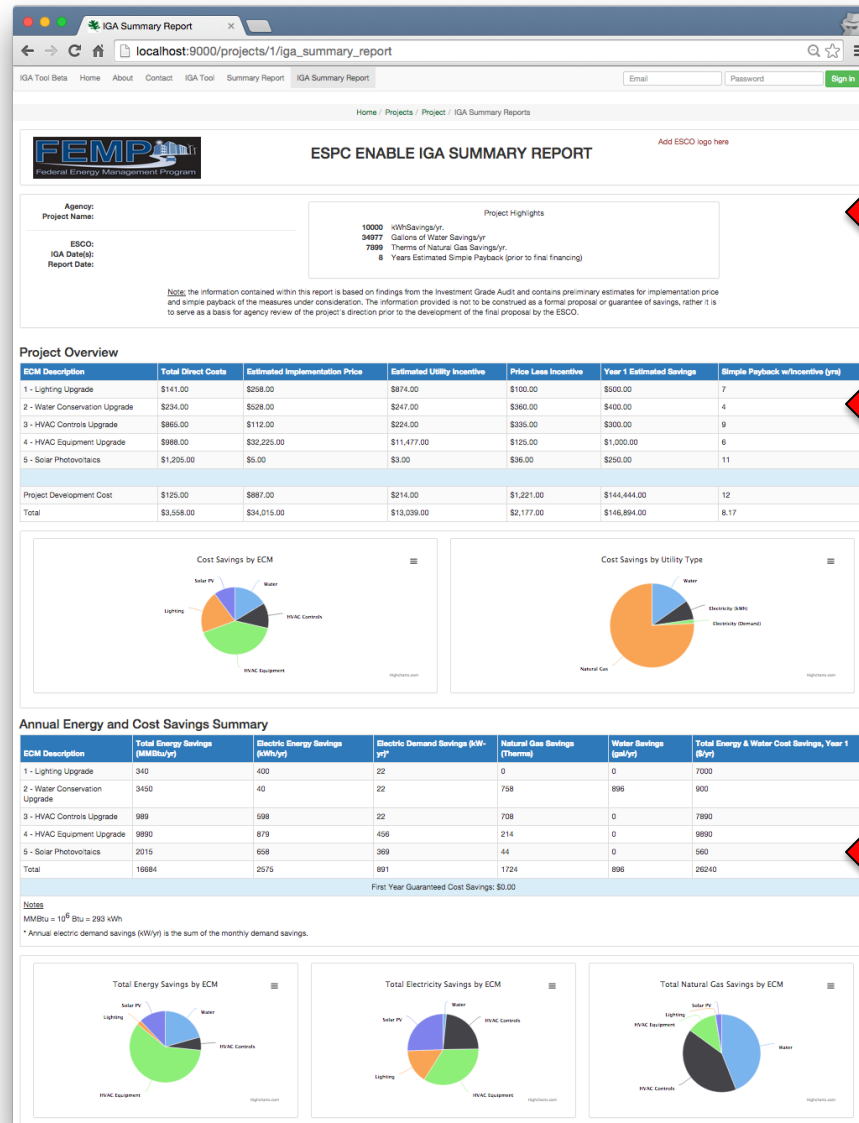 IGA Summary Report
localhost:9000/projects/1/iga_summary_report
IGA Tool Beta Home About Contact IGA Tool Summary Report IGA Summary Report Email Password Sign in
Home / Projects / Project / IGA Summary Reports
FEMP
Federal Energy Management Program
ESPC ENABLE IGA SUMMARY REPORT
Add ESCO logo here
Agency:
Project Name:
ESCO:
IGA Date(s):
Report Date:
Project Highlights
10000 kWhSavings/yr.
34977 Gallons of Water Savings/yr
7899 Therms of Natural Gas Savings/yr.
8 Years Estimated Simple Payback (prior to final financing)
Note: the information contained within this report is based on findings from the Investment Grade Audit and contains preliminary estimates for implementation price
and simple payback of the measures under consideration. The information provided is not to be construed as a formal proposal or guarantee of savings, rather it is
to serve as a basis for agency review of the project's direction prior to the development of the final proposal by the ESCO.
Project Overview
ECM Description Total Direct Costs Estimated Implementation Price Estimated Utility Incentive Price Less Incentive Year 1 Estimated Savings Simple Payback w/incentive (yrs)
1 - Lighting Upgrade $141.00 $258.00 $874.00 $100.00 $500.00 7
2 - Water Conservation Upgrade $234.00 $528.00 $247.00 $360.00 $400.00 4
3 - HVAC Controls Upgrade $865.00 $112.00 $224.00 $335.00 $300.00 9
4 - HVAC Equipment Upgrade $988.00 $32,225.00 $11,477.00 $125.00 $1,000.00 6
5 - Solar Photovoltaics $1,205.00 $5.00 $3.00 $36.00 $250.00 11
Project Development Cost $125.00 $887.00 $214.00 $1,221.00 $144,444.00 12
Total $3,558.00 $34,015.00 $13,039.00 $2,177.00 $146,894.00 8.17
Cost Savings by ECM
Solar PV
Water
Lighting
HVAC Controls
HVAC Equipment
Highcharts.com
Cost Savings by Utility Type
Water
Electricity (kWh)
Electricity (Demand)
Natural Gas
Highcharts.com
Annual Energy and Cost Savings Summary
ECM Description Total Energy Savings (MMBtu/yr) Electric Energy Savings (kWh/yr) Electric Demand Savings (kW-yr)* Natural Gas Savings (Therms) Water Savings (gal/yr) Total Energy & Water Cost Savings, Year 1 ($/yr)
1 - Lighting Upgrade 340 400 22 0 0 7000
2 - Water Conservation Upgrade 3450 40 22 758 896 900
3 - HVAC Controls Upgrade 989 598 22 708 0 7890
4 - HVAC Equipment Upgrade 9890 879 456 214 0 9890
5 - Solar Photovoltaics 2015 658 369 44 0 560
Total 16684 2575 891 1724 896 26240
First Year Guaranteed Cost Savings: $0.00
Notes
MMBtu = 10^6 Btu = 293 kWh
* Annual electric demand savings (kW/yr) is the sum of the monthly demand savings.
Total Energy Savings by ECM
Solar PV
Water
Lighting
HVAC Controls
HVAC Equipment
Highcharts.com
Total Electricity Savings by ECM
Water
Solar PV
HVAC Controls
Lighting
HVAC Equipment
Highcharts.com
Total Natural Gas Savings by ECM
Solar PV
Lighting
HVAC Equipment
Water
HVAC Controls
Highcharts.com